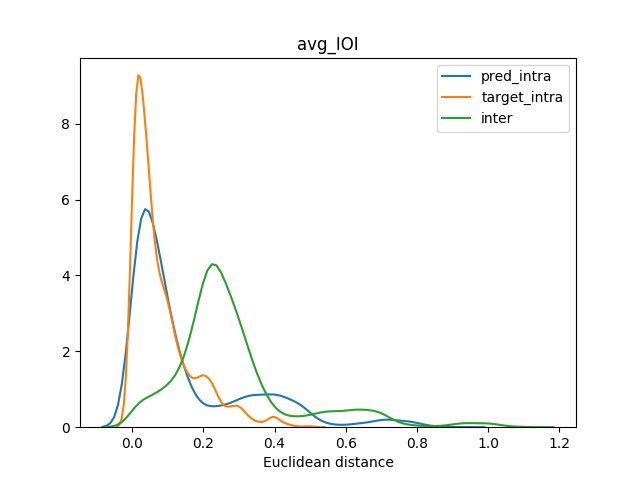 avg_IOI
pred_intra
target_intra
inter
8
6
4
2
0
0.0 0.2 0.4 0.6 0.8 1.0 1.2
Euclidean distance